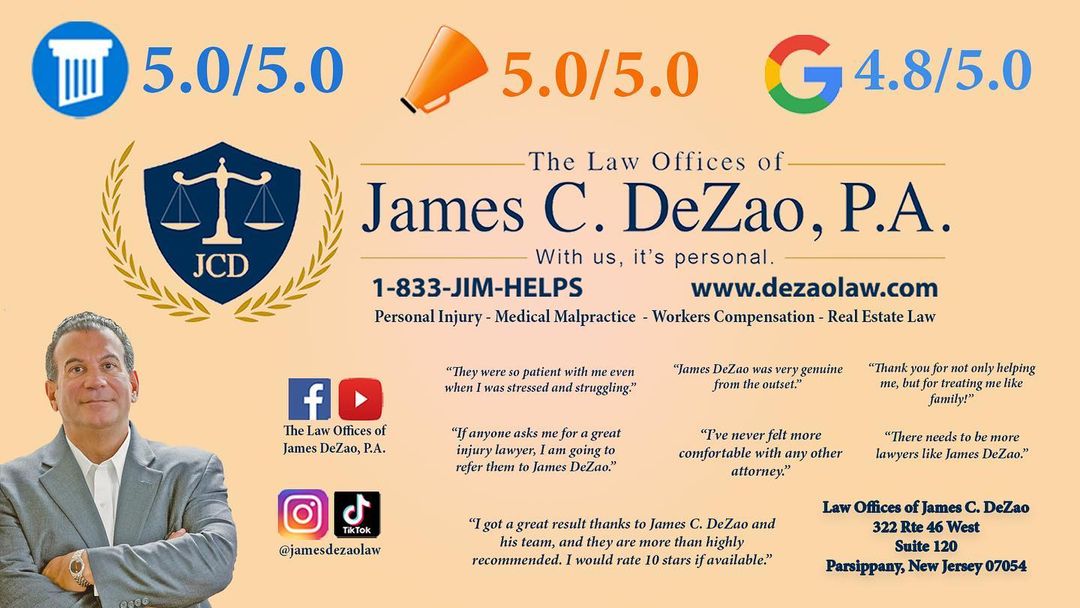 5.0/5.0
5.0/5.0
4.8/5.0
JCD
The Law Offices of
James C. DeZao, P.A.
With us, it's personal.
1-833-JIM-HELPS
www.dezaolaw.com
Personal Injury - Medical Malpractice - Workers Compensation - Real Estate Law
The Law Offices of
James DeZao, P.A.
TikTok
@jamesdezaolaw
“They were so patient with me even
when I was stressed and struggling.”
“James DeZao was very genuine
from the outset.”
“Thank you for not only helping
me, but for treating me like
family!”
“If anyone asks me for a great
injury lawyer, I am going to
refer them to James DeZao.”
“I've never felt more
comfortable with any other
attorney.”
“There needs to be more
lawyers like James DeZao.”
“I got a great result thanks to James C. DeZao and
his team, and they are more than highly
recommended. I would rate 10 stars if available.”
Law Offices of James C. DeZao
322 Rte 46 West
Suite 120
Parsippany, New Jersey 07054